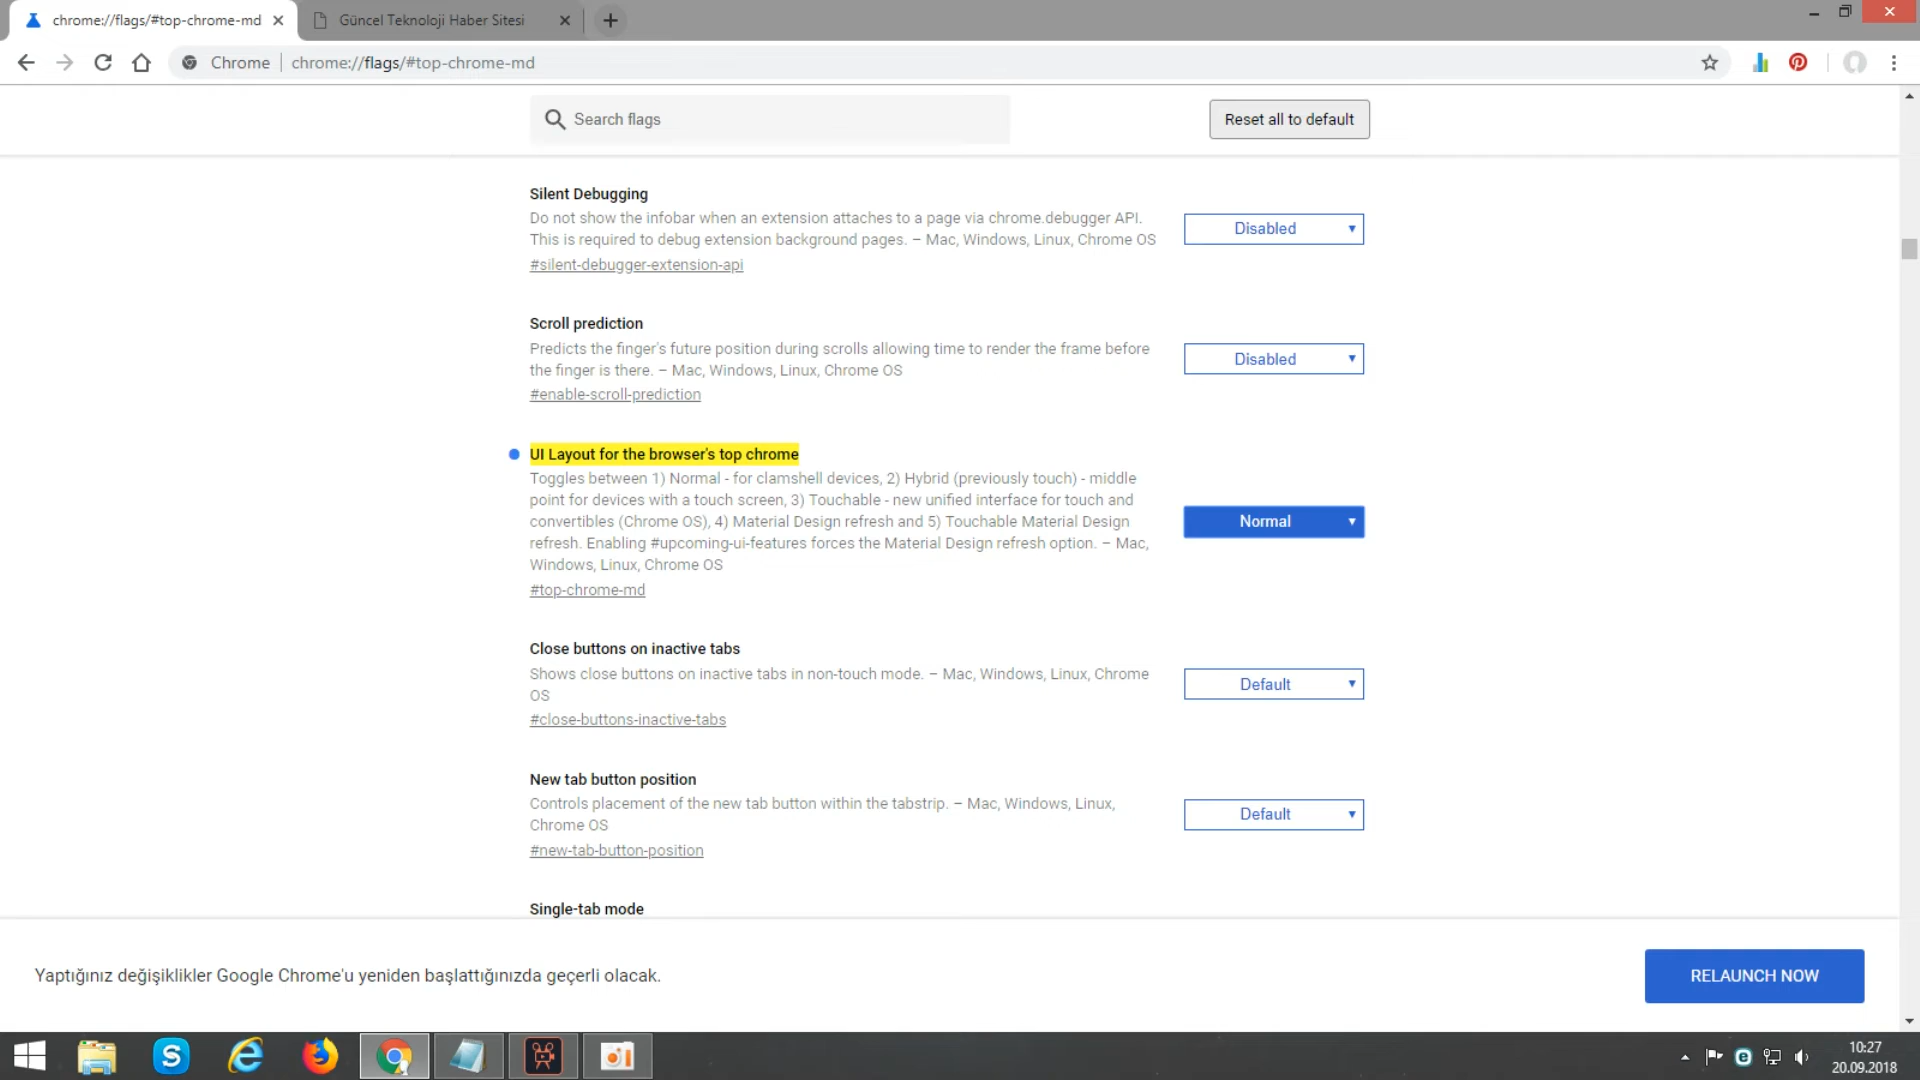 chrome://flags/#top-chrome-md
Güncel Teknoloji Haber Sitesi
Chrome
chrome://flags/#top-chrome-md
Search flags
Reset all to default
Silent Debugging
Do not show the infobar when an extension attaches to a page via chrome.debugger API.
This is required to debug extension background pages. – Mac, Windows, Linux, Chrome OS
#silent-debugger-extension-api
Disabled
Scroll prediction
Predicts the finger's future position during scrolls allowing time to render the frame before
the finger is there. – Mac, Windows, Linux, Chrome OS
#enable-scroll-prediction
Disabled
UI Layout for the browser's top chrome
Toggles between 1) Normal - for clamshell devices, 2) Hybrid (previously touch) - middle
point for devices with a touch screen, 3) Touchable - new unified interface for touch and
convertibles (Chrome OS), 4) Material Design refresh and 5) Touchable Material Design
refresh. Enabling #upcoming-ui-features forces the Material Design refresh option. – Mac,
Windows, Linux, Chrome OS
#top-chrome-md
Normal
Close buttons on inactive tabs
Shows close buttons on inactive tabs in non-touch mode. – Mac, Windows, Linux, Chrome
OS
#close-buttons-inactive-tabs
Default
New tab button position
Controls placement of the new tab button within the tabstrip. – Mac, Windows, Linux,
Chrome OS
#new-tab-button-position
Default
Single-tab mode
Yaptığınız değişiklikler Google Chrome'u yeniden başlattığınızda geçerli olacak.
RELAUNCH NOW
10:27
20.09.2018